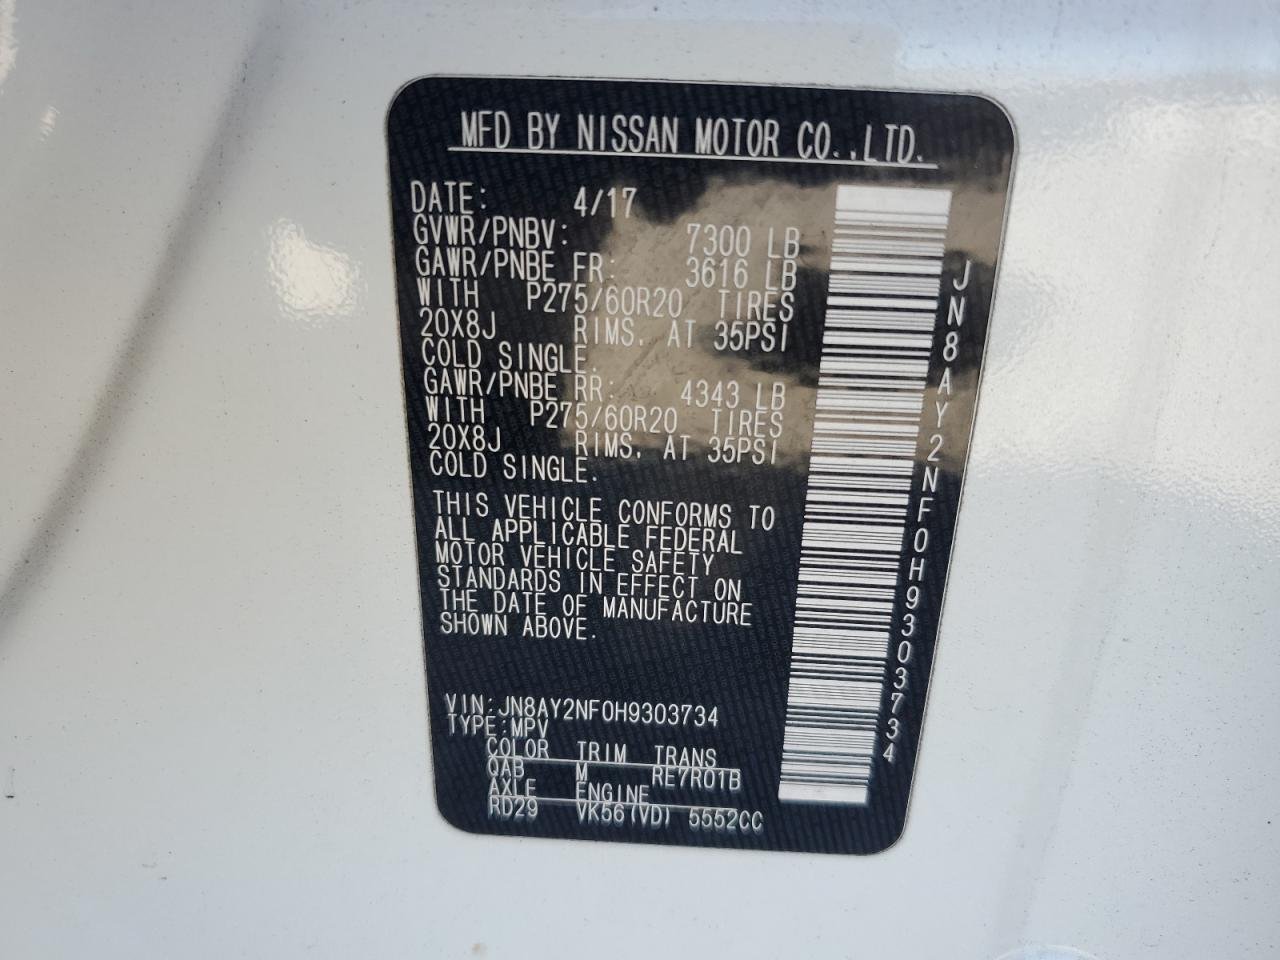 MFD BY NISSAN MOTOR CO.,LTD.
DATE: 4/17
GVWR/PNBV: 7300 LB
GAWR/PNBE FR: 3616 LB
WITH P275/60R20 TIRES
20X8J RIMS, AT 35PSI
COLD SINGLE.
GAWR/PNBE RR: 4343 LB
WITH P275/60R20 TIRES
20X8J RIMS, AT 35PSI
COLD SINGLE.
THIS VEHICLE CONFORMS TO
ALL APPLICABLE FEDERAL
MOTOR VEHICLE SAFETY
STANDARDS IN EFFECT ON
THE DATE OF MANUFACTURE
SHOWN ABOVE.
VIN:JN8AY2NF0H9303734
TYPE:MPV
COLOR TRIM TRANS
QAB M RE7R01B
AXLE ENGINE
RD29 VK56(VD) 5552CC
JN8AY2NF0H9303734